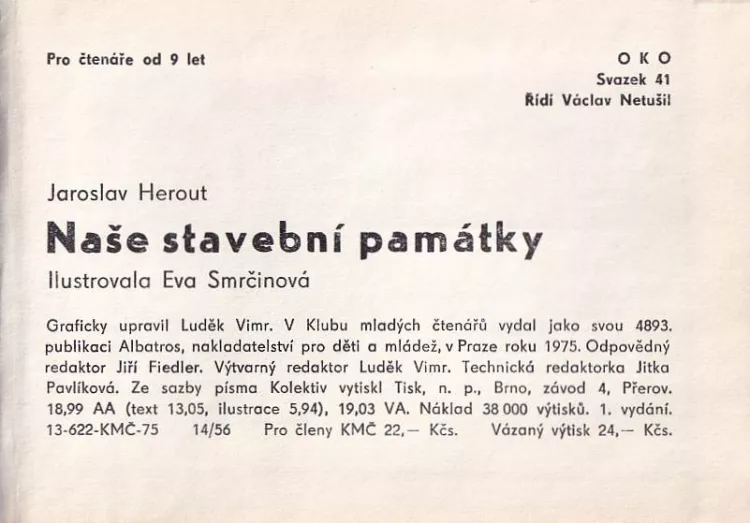 Pro čtenáře od 9 let
OKO
Svazek 41
Řídí Václav Netušil
Jaroslav Herout
Naše stavební památky
Ilustrovala Eva Smrčinová
Graficky upravil Luděk Vimr. V Klubu mladých čtenářů vydal jako svou 4893.
publikaci Albatros, nakladatelství pro děti a mládež, v Praze roku 1975. Odpovědný
redaktor Jiří Fiedler. Výtvarný redaktor Luděk Vimr. Technická redaktorka Jitka
Pavlíková. Ze sazby písma Kolektiv vytiskl Tisk, n. p., Brno, závod 4, Přerov.
18,99 AA (text 13,05, ilustrace 5,94), 19,03 VA. Náklad 38 000 výtisků. 1. vydání.
13-622-KMČ-75 14/56 Pro členy KMČ 22,— Kčs. Vázaný výtisk 24,— Kčs.